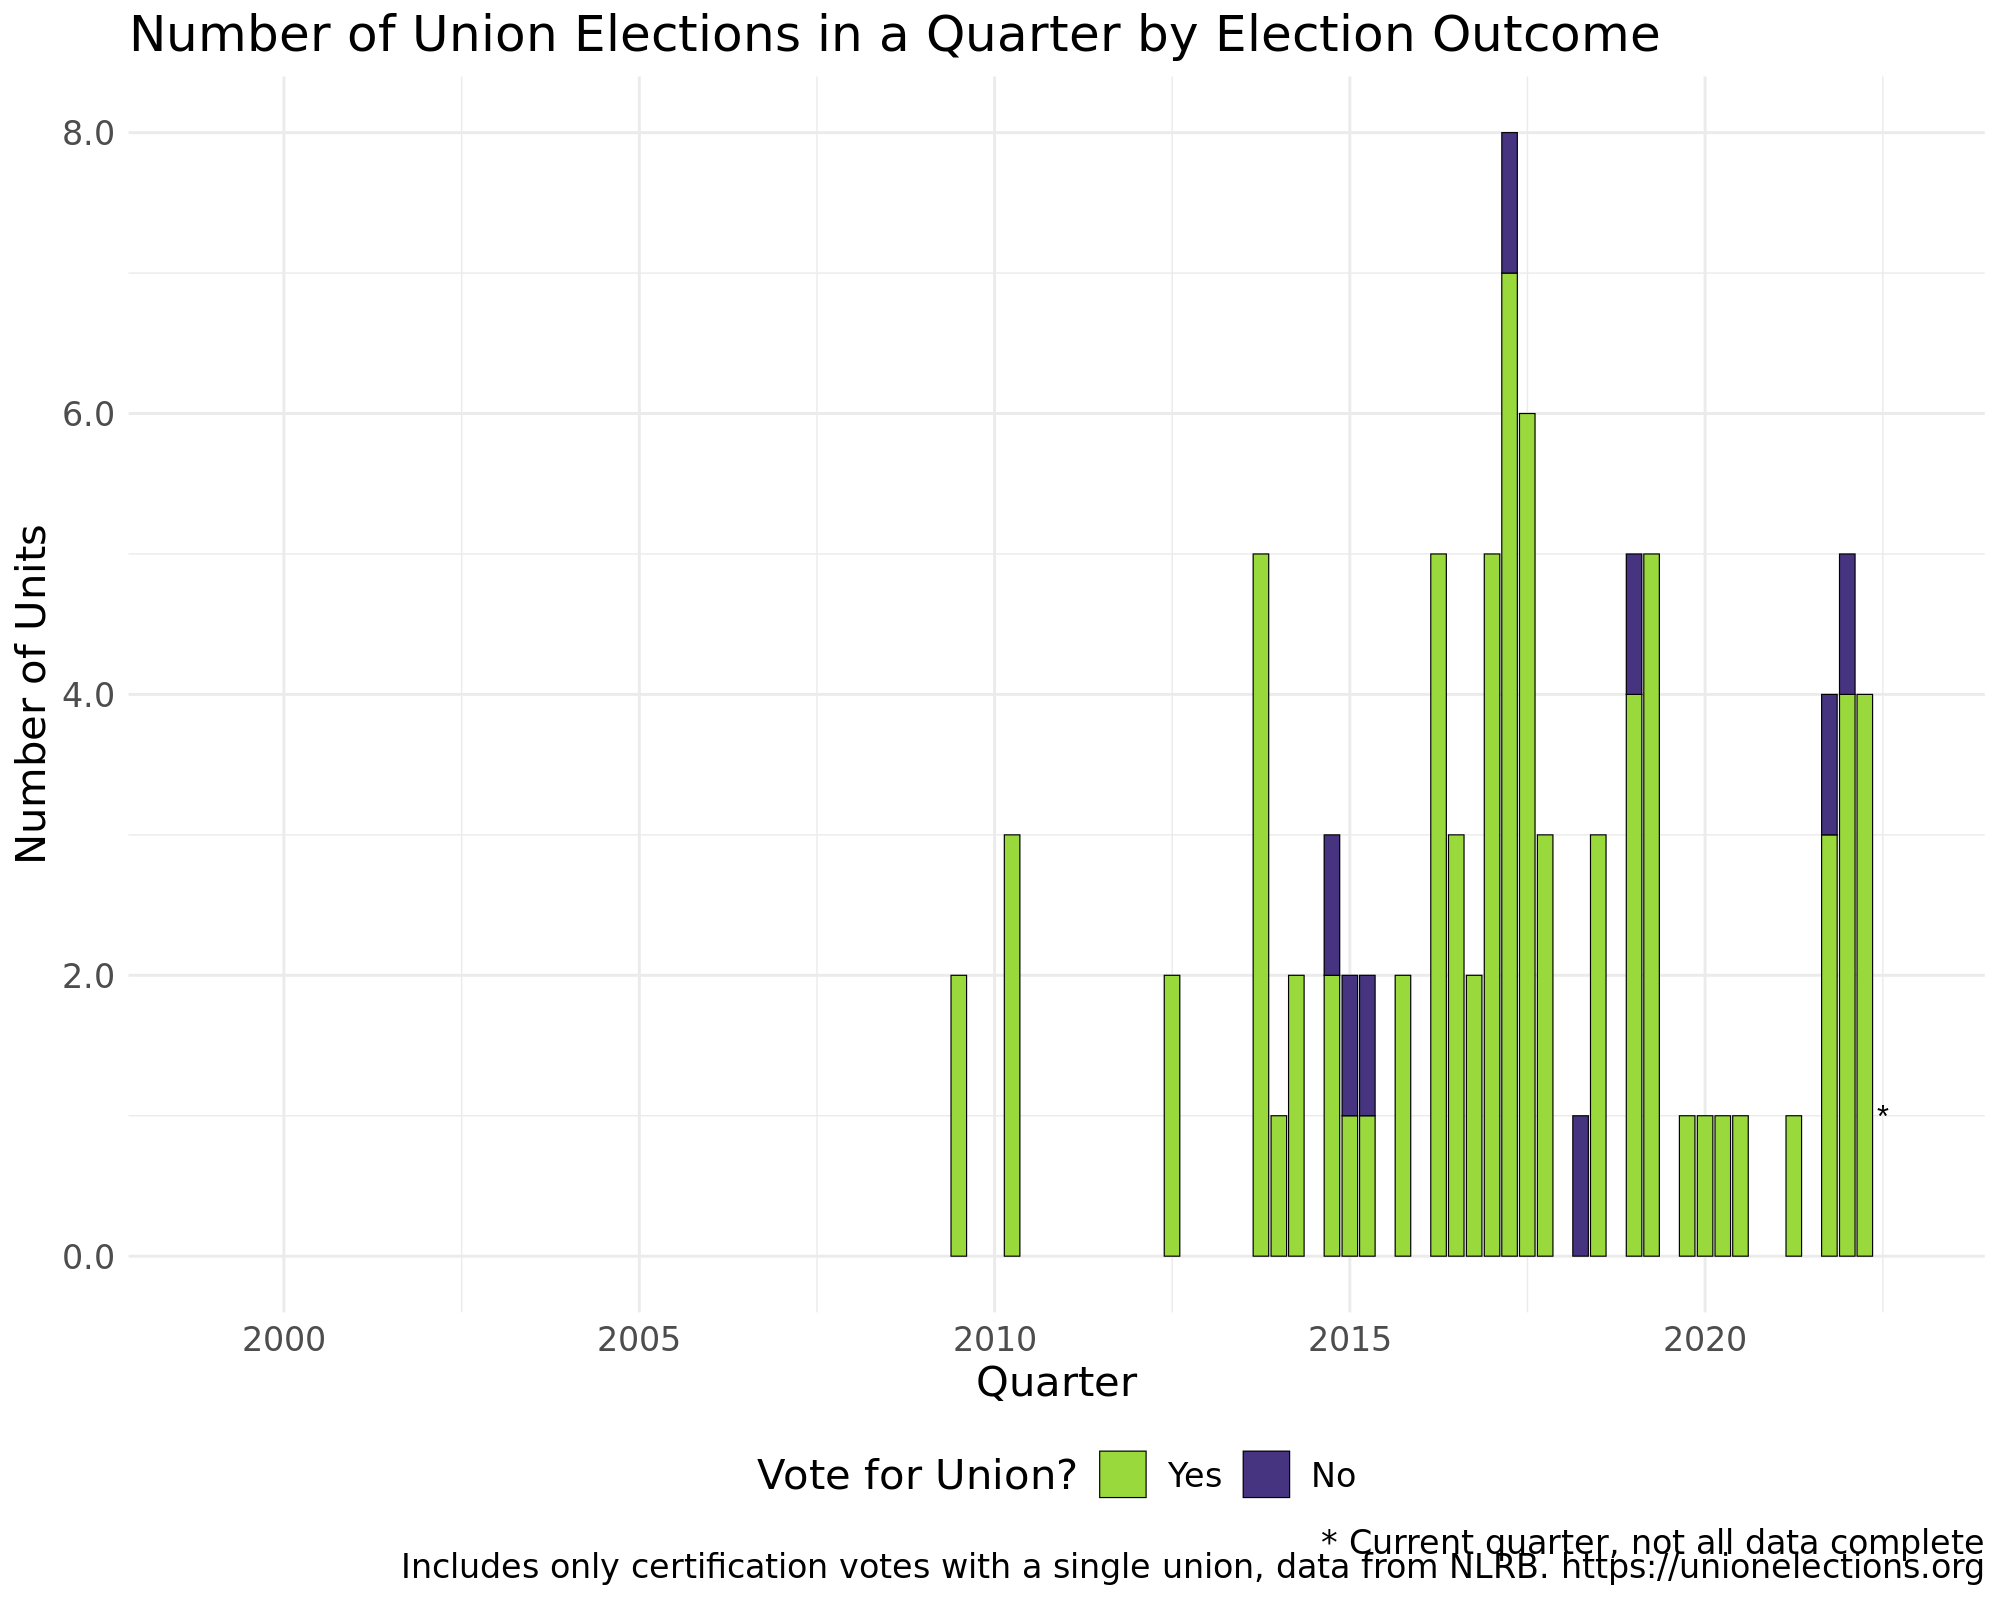 Number of Union Elections in a Quarter by Election Outcome
8.0
6.0
4.0
2.0
0.0
Number of Units
*
2000 2005 2010 2015 2020
Quarter
Vote for Union? Yes No
* Current quarter, not all data complete
Includes only certification votes with a single union, data from NLRB. https://unionelections.org